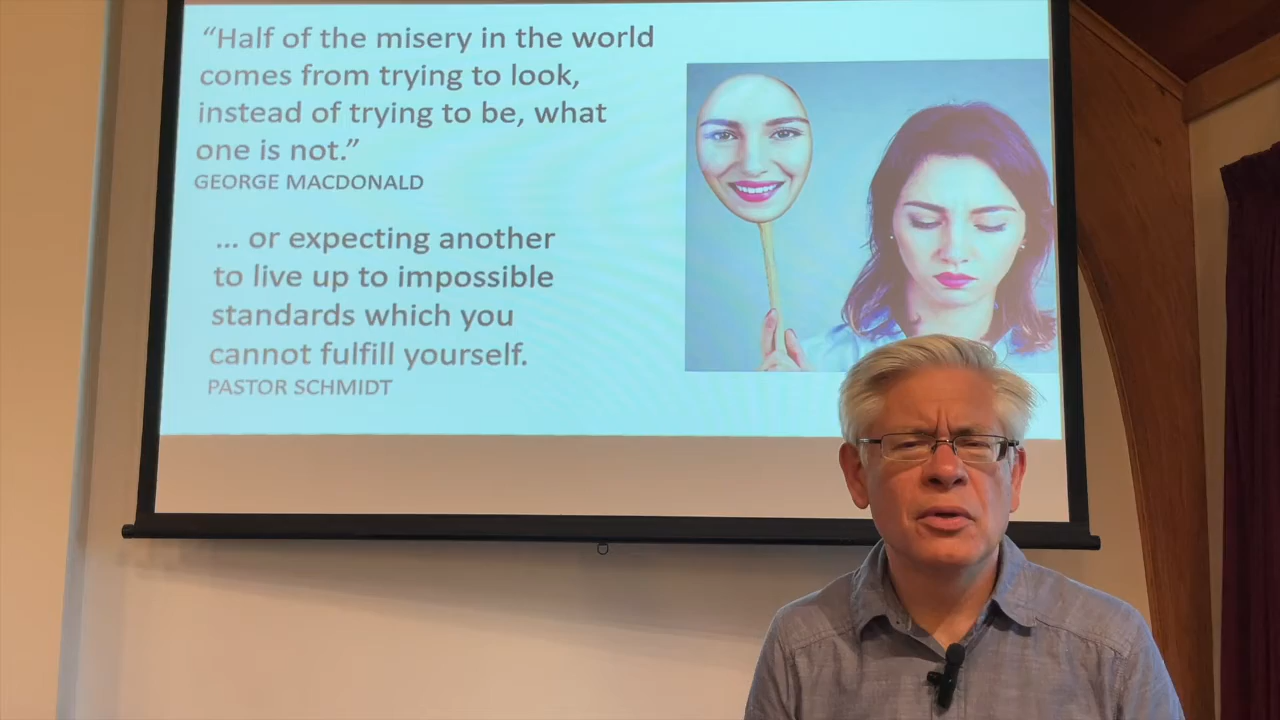 “Half of the misery in the world
comes from trying to look,
instead of trying to be, what
one is not.”
GEORGE MACDONALD
... or expecting another
to live up to impossible
standards which you
cannot fulfill yourself.
PASTOR SCHMIDT